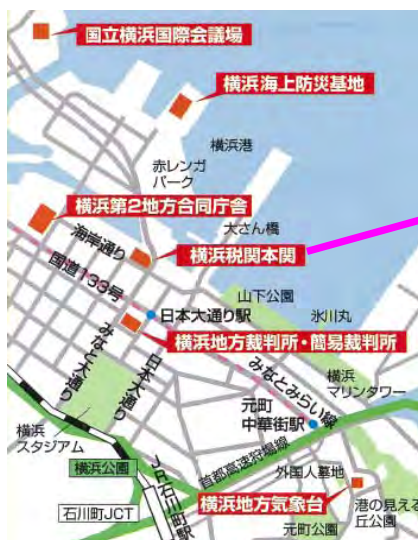 国立横浜国際会議場
横浜海上防災基地
横浜港
赤レンガ
パーク
横浜第2地方合同庁舎
大さん橋
海岸通り
横浜税関本関
国道133号
山下公園
氷川丸
日本大通り駅
横浜地方裁判所・簡易裁判所
みなと大通り
日本大通り
みなとみらい線
横浜
マリンタワー
元町
中華街駅
横浜
スタジアム
首都高速狩場線
横浜公園
外国人墓地
JR石川町駅
横浜地方気象台
石川町JCT
港の見える
丘公園
元町公園